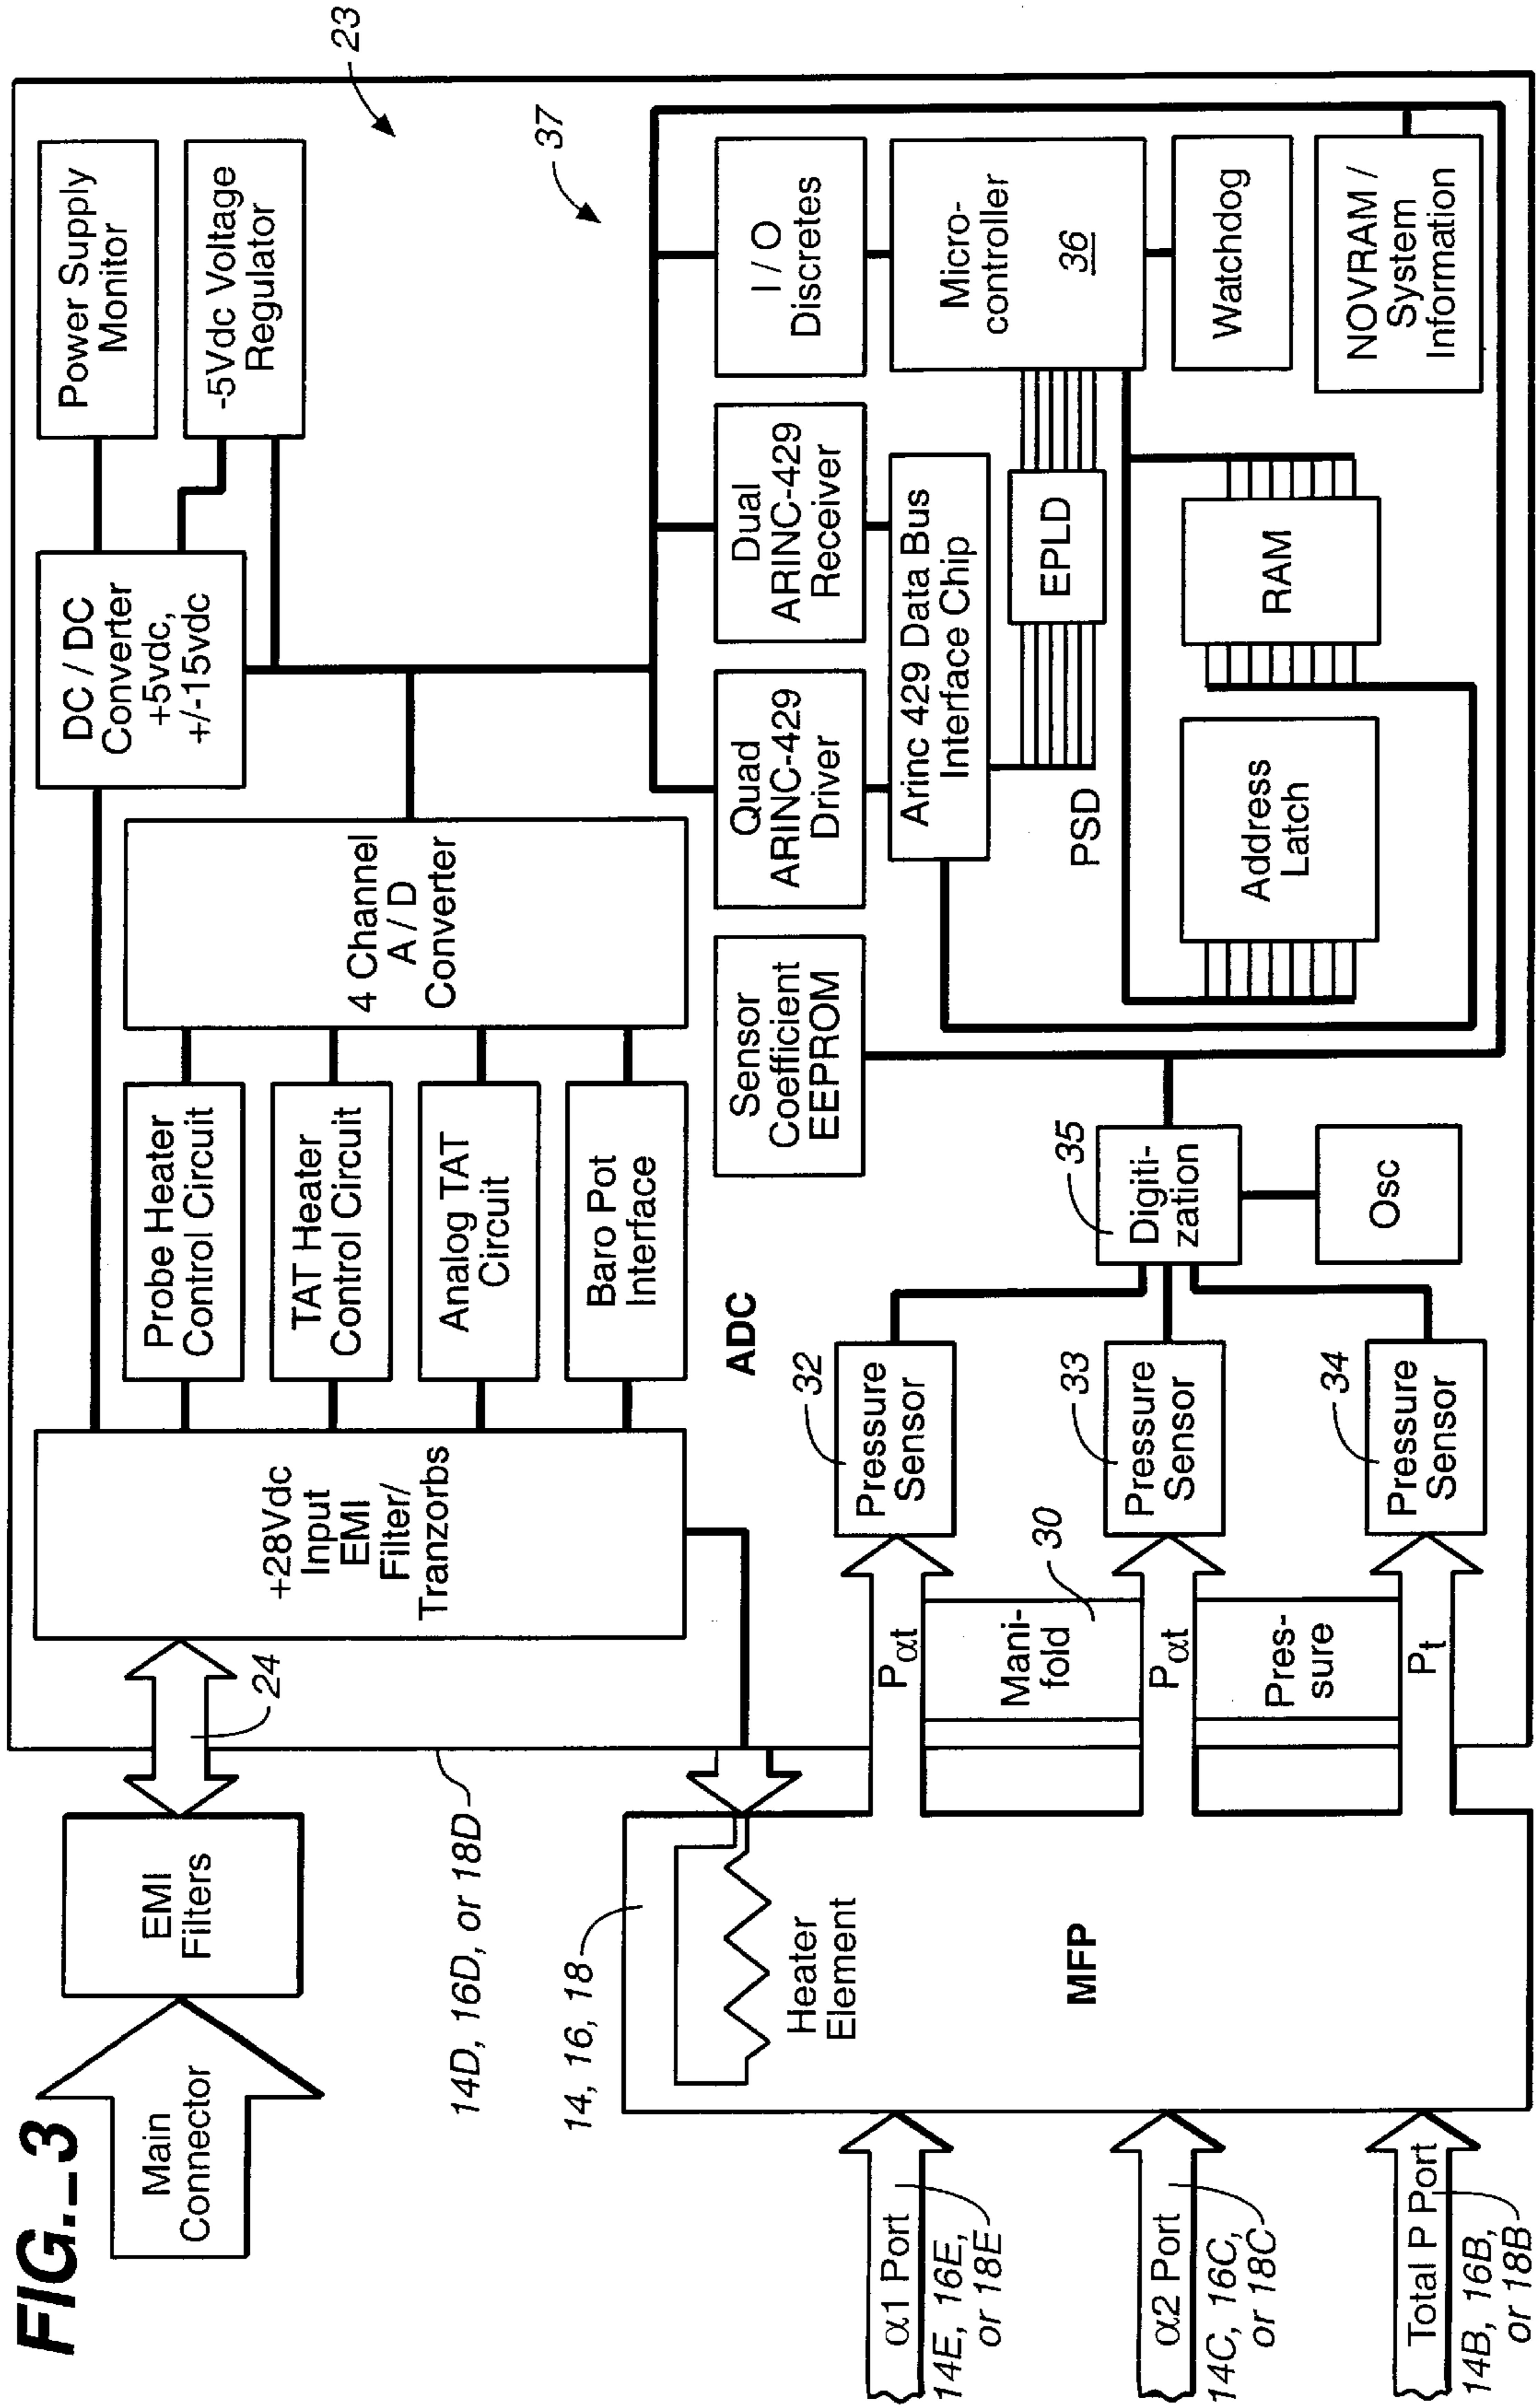 FIG._3
Main
Connector
EMI
Filters
24
+28Vdc
Input
EMI
Filter/
Tranzorbs
Probe Heater
Control Circuit
TAT Heater
Control Circuit
Analog TAT
Circuit
Baro Pot
Interface
4 Channel
A / D
Converter
DC / DC
Converter
+5vdc,
+/-15vdc
Power Supply
Monitor
-5Vdc Voltage
Regulator
23
37
14D, 16D, or 18D
14, 16, 18
Heater
Element
MFP
ADC
Sensor
Coefficient
EEPROM
Quad
ARINC-429
Driver
Dual
ARINC-429
Receiver
I / O
Discretes
Arinc 429 Data Bus
Interface Chip
Micro-
controller
36
EPLD
PSD
Watchdog
Address
Latch
RAM
NOVRAM /
System
Information
α1 Port
14E, 16E,
or 18E
α2 Port
14C, 16C,
or 18C
Total P Port
14B, 16B,
or 18B
Pαt
Mani-
fold
30
Pαt
Pres-
sure
Pt
32
Pressure
Sensor
33
Pressure
Sensor
34
Pressure
Sensor
35
Digiti-
zation
Osc